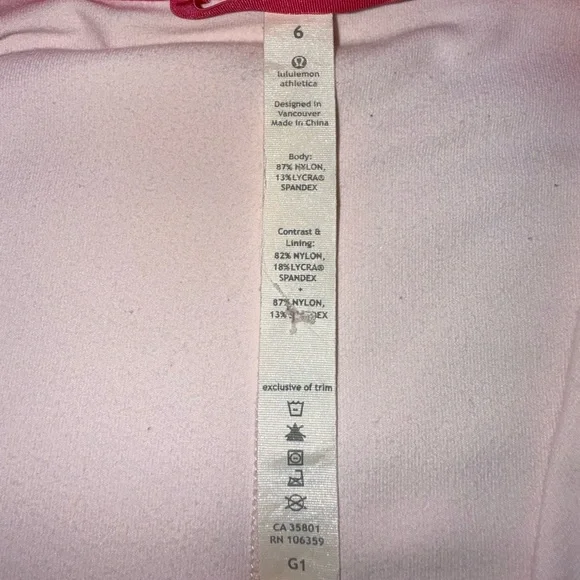 6
lululemon
athletica
Designed in
Vancouver
Made in China
Body:
87% NYLON,
13% LYCRA®
SPANDEX
Contrast &
Lining:
82% NYLON,
18% LYCRA®
SPANDEX
+
87% NYLON,
13%
exclusive of trim
CA 35801
RN 106359
G1